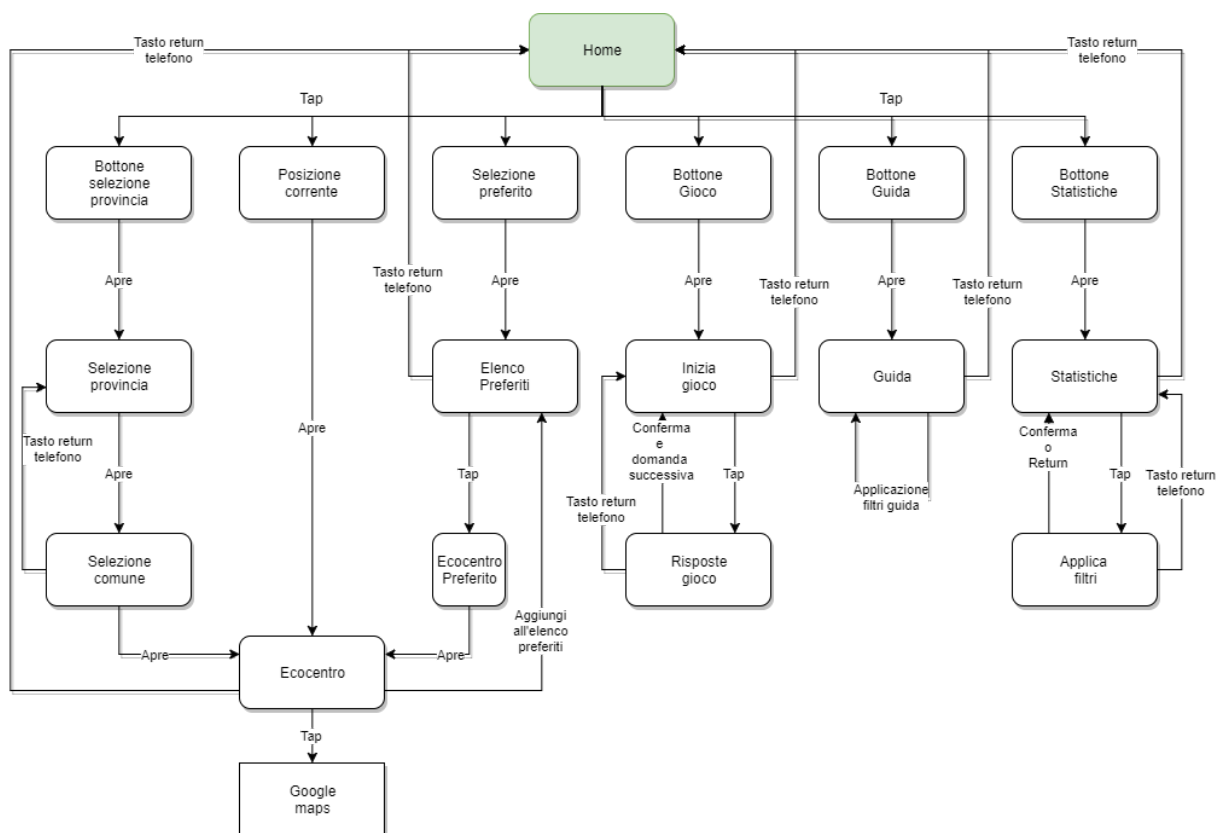 Tasto return
telefono
Home
Tasto return
telefono
Tap
Tap
Bottone
selezione
provincia
Posizione
corrente
Selezione
preferito
Bottone
Gioco
Bottone
Guida
Bottone
Statistiche
Apre
Tasto return
telefono
Apre
Apre
Tasto return
telefono
Apre
Tasto return
telefono
Apre
Selezione
provincia
Elenco
Preferiti
Inizia
gioco
Guida
Statistiche
Tasto return
telefono
Apre
Apre
Tap
Conferma
e
domanda
successiva
Tap
Tasto return
telefono
Applicazione
filtri guida
Conferma
o
Return
Tap
Tasto return
telefono
Selezione
comune
Ecocentro
Preferito
Risposte
gioco
Applica
filtri
Aggiungi
all'elenco
preferiti
Apre
Apre
Ecocentro
Tap
Google
maps